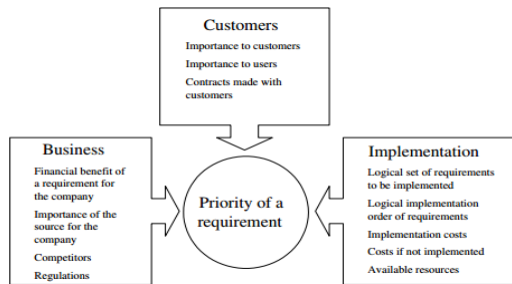 Customers
Importance to customers
Importance to users
Contracts made with
customers
Business
Financial benefit of
a requirement for
the company
Importance of the
source for the
company
Competitors
Regulations
Priority of a
requirement
Implementation
Logical set of requirements
to be implemented
Logical implementation
order of requirements
Implementation costs
Costs if not implemented
Available resources